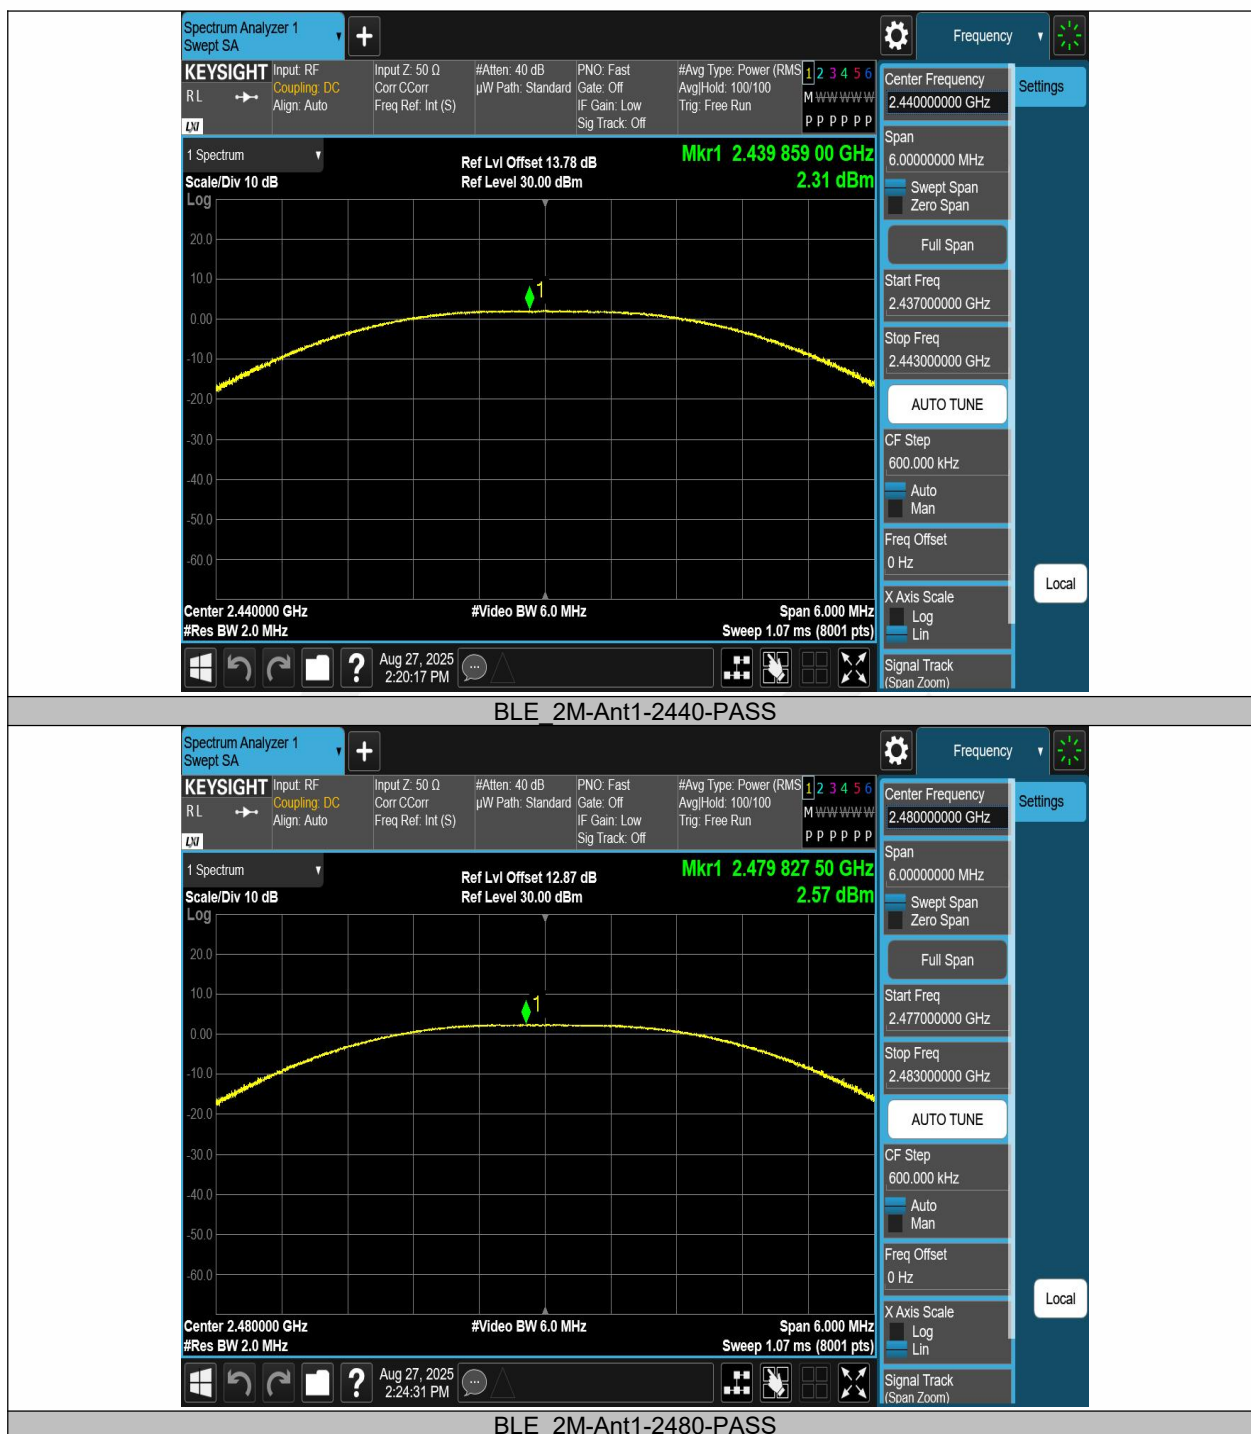 Spectrum Analyzer 1
Swept SA
+
Frequency
KEYSIGHT
RL
LXI
Input: RF
Coupling: DC
Align: Auto
Input Z: 50 Ω
Corr CCorr
Freq Ref: Int (S)
#Atten: 40 dB
µW Path: Standard
PNO: Fast
Gate: Off
IF Gain: Low
Sig Track: Off
#Avg Type: Power (RMS
Avg|Hold: 100/100
Trig: Free Run
1 2 3 4 5 6
M W W W W W
P P P P P P
Center Frequency
2.440000000 GHz
Settings
Span
6.00000000 MHz
Swept Span
Zero Span
Full Span
Start Freq
2.437000000 GHz
Stop Freq
2.443000000 GHz
AUTO TUNE
CF Step
600.000 kHz
Auto
Man
Freq Offset
0 Hz
X Axis Scale
Log
Lin
Signal Track
(Span Zoom)
Local
1 Spectrum
Scale/Div 10 dB
Log
Ref Lvl Offset 13.78 dB
Ref Level 30.00 dBm
Mkr1 2.439 859 00 GHz
2.31 dBm
20.0
10.0
1
0.00
-10.0
-20.0
-30.0
-40.0
-50.0
-60.0
Center 2.440000 GHz
#Video BW 6.0 MHz
Span 6.000 MHz
#Res BW 2.0 MHz
Sweep 1.07 ms (8001 pts)
?
Aug 27, 2025
2:20:17 PM
BLE_2M-Ant1-2440-PASS
Spectrum Analyzer 1
Swept SA
+
Frequency
KEYSIGHT
RL
LXI
Input: RF
Coupling: DC
Align: Auto
Input Z: 50 Ω
Corr CCorr
Freq Ref: Int (S)
#Atten: 40 dB
µW Path: Standard
PNO: Fast
Gate: Off
IF Gain: Low
Sig Track: Off
#Avg Type: Power (RMS
Avg|Hold: 100/100
Trig: Free Run
1 2 3 4 5 6
M W W W W W
P P P P P P
Center Frequency
2.480000000 GHz
Settings
Span
6.00000000 MHz
Swept Span
Zero Span
Full Span
Start Freq
2.477000000 GHz
Stop Freq
2.483000000 GHz
AUTO TUNE
CF Step
600.000 kHz
Auto
Man
Freq Offset
0 Hz
X Axis Scale
Log
Lin
Signal Track
(Span Zoom)
Local
1 Spectrum
Scale/Div 10 dB
Log
Ref Lvl Offset 12.87 dB
Ref Level 30.00 dBm
Mkr1 2.479 827 50 GHz
2.57 dBm
20.0
10.0
1
0.00
-10.0
-20.0
-30.0
-40.0
-50.0
-60.0
Center 2.480000 GHz
#Video BW 6.0 MHz
Span 6.000 MHz
#Res BW 2.0 MHz
Sweep 1.07 ms (8001 pts)
?
Aug 27, 2025
2:24:31 PM
BLE_2M-Ant1-2480-PASS